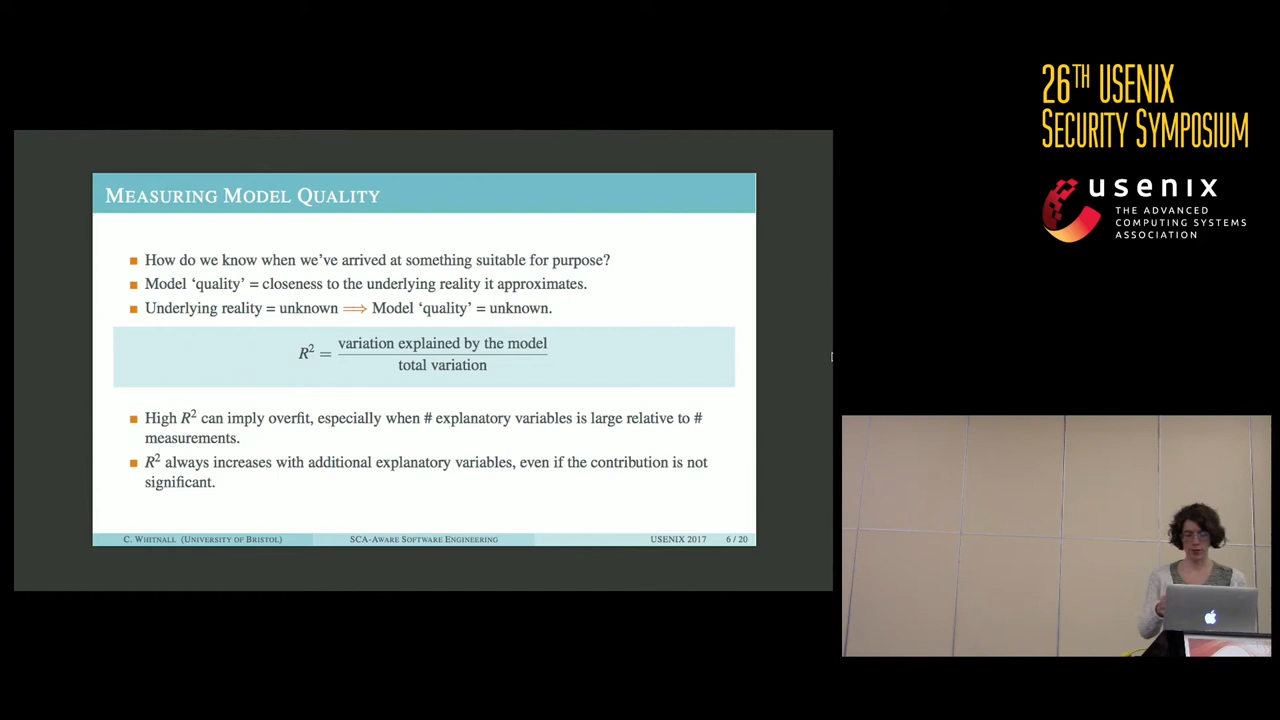 26TH USENIX
SECURITY SYMPOSIUM
usenix
THE ADVANCED
COMPUTING SYSTEMS
ASSOCIATION
MEASURING MODEL QUALITY
■ How do we know when we've arrived at something suitable for purpose?
■ Model ‘quality’ = closeness to the underlying reality it approximates.
■ Underlying reality = unknown ⟹ Model ‘quality’ = unknown.
R² = variation explained by the model / total variation
■ High R² can imply overfit, especially when # explanatory variables is large relative to #
measurements.
■ R² always increases with additional explanatory variables, even if the contribution is not
significant.
C. WHITNALL (UNIVERSITY OF BRISTOL) SCA-AWARE SOFTWARE ENGINEERING USENIX 2017 6 / 20